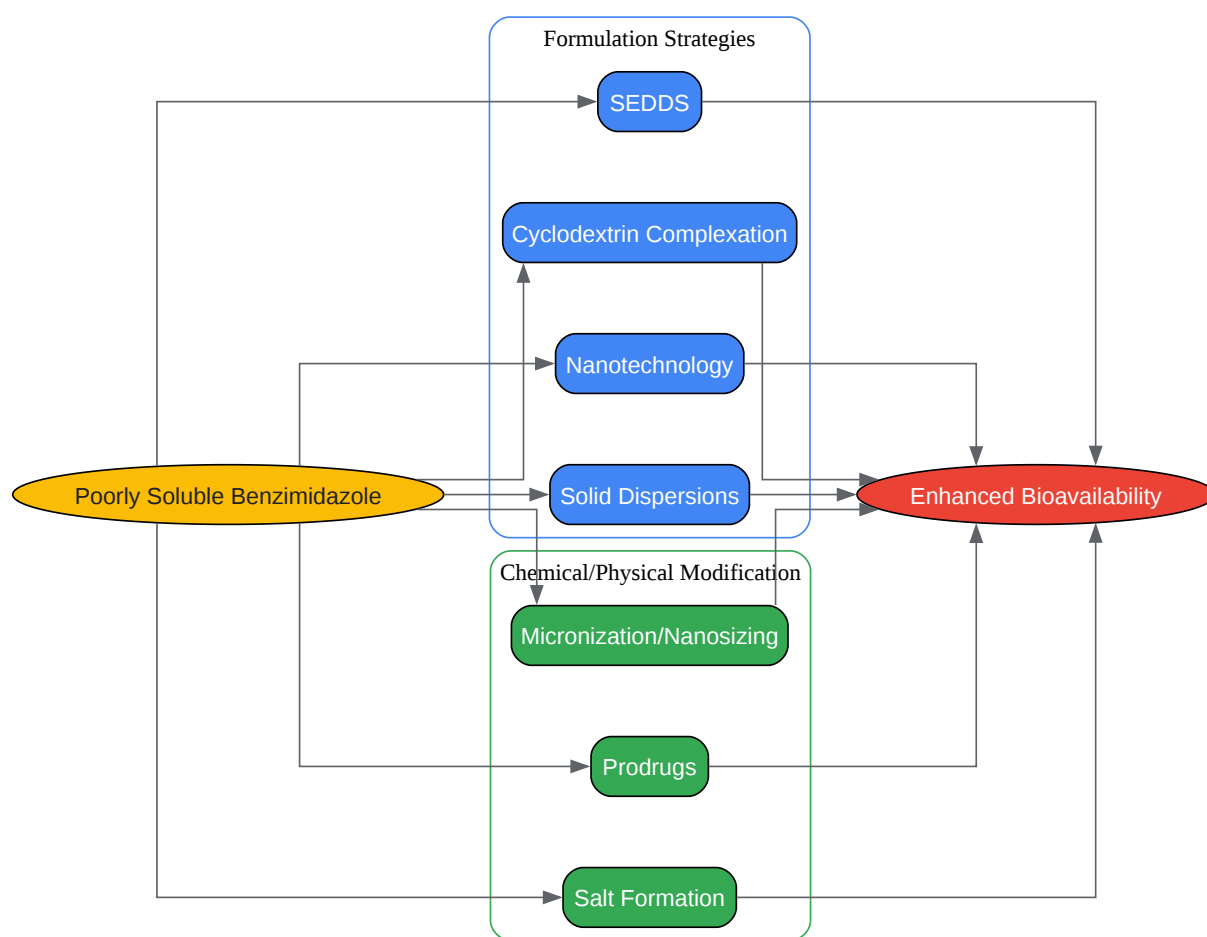 Formulation Strategies
SEDDS
Cyclodextrin Complexation
Nanotechnology
Poorly Soluble Benzimidazole
Solid Dispersions
Enhanced Bioavailability
Chemical/Physical Modification
Micronization/Nanosizing
Prodrugs
Salt Formation